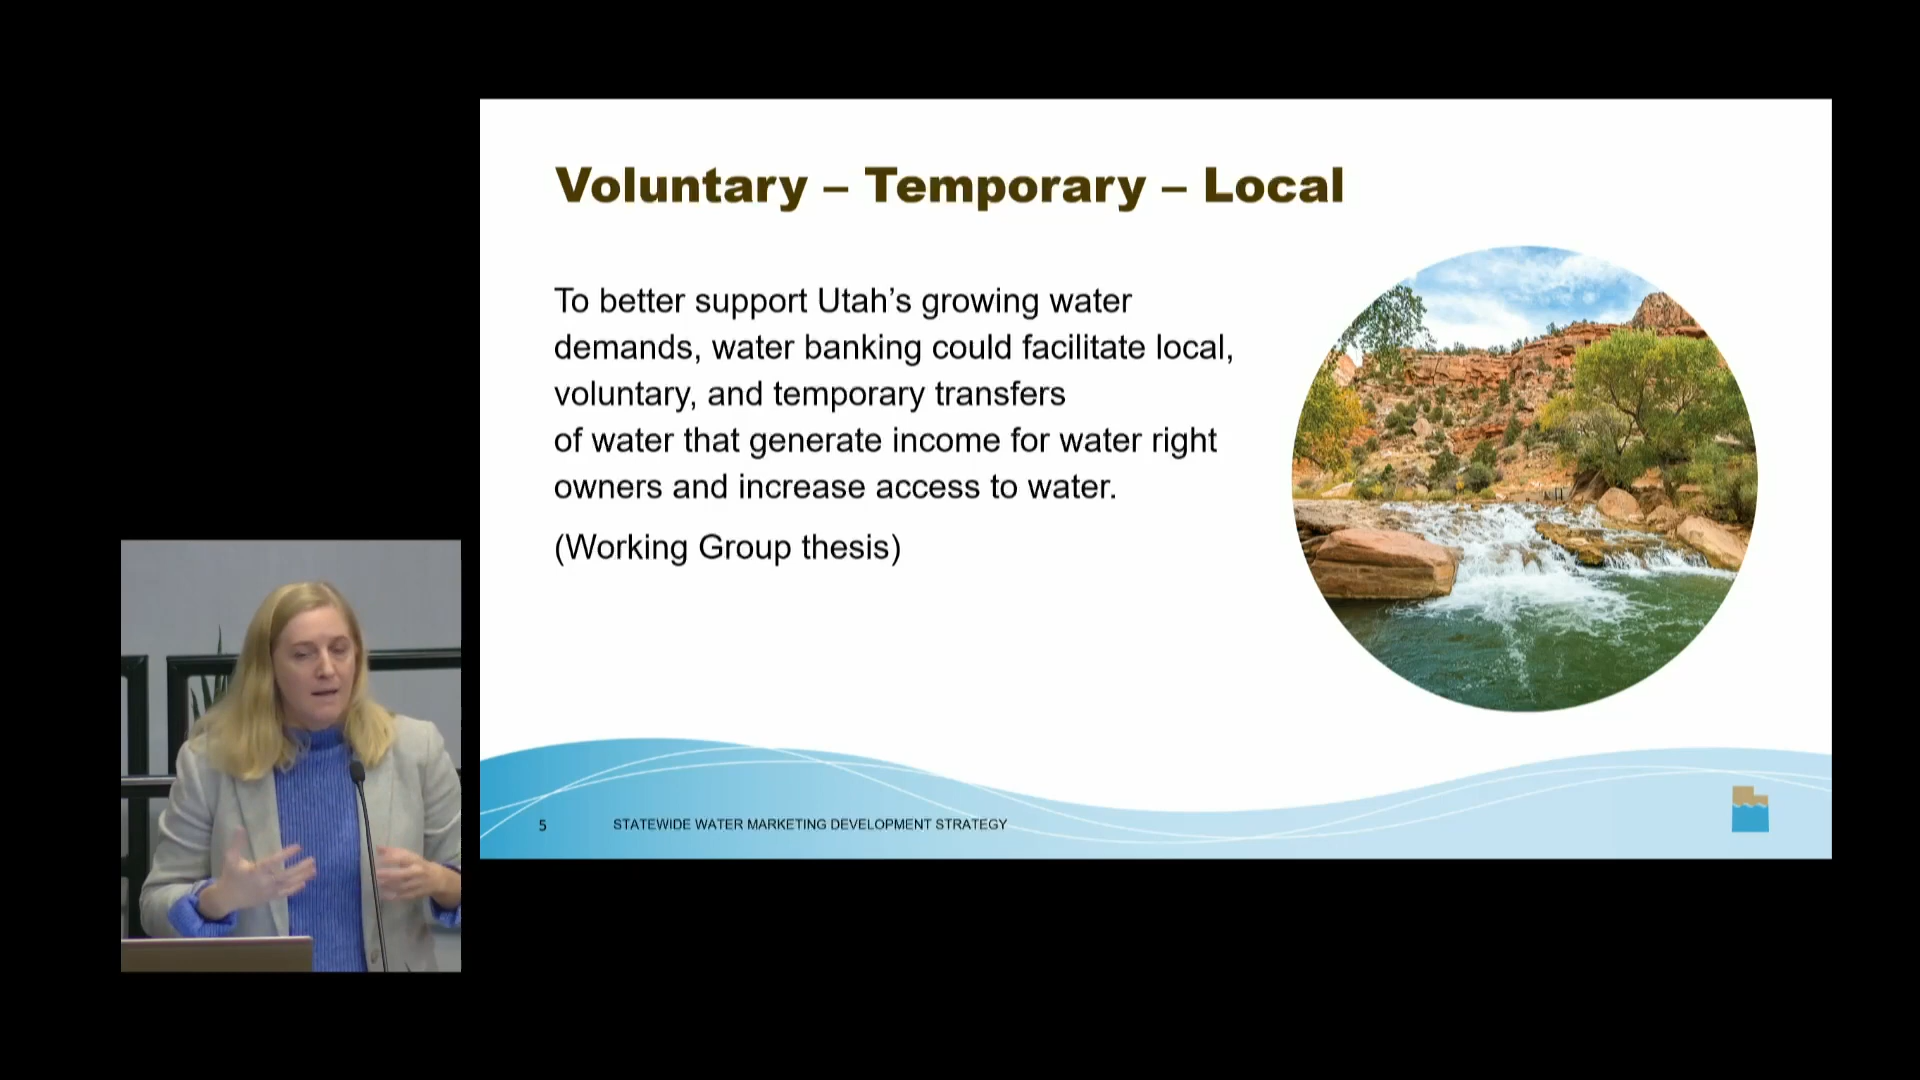 Voluntary – Temporary – Local
To better support Utah’s growing water
demands, water banking could facilitate local,
voluntary, and temporary transfers
of water that generate income for water right
owners and increase access to water.
(Working Group thesis)
5
STATEWIDE WATER MARKETING DEVELOPMENT STRATEGY